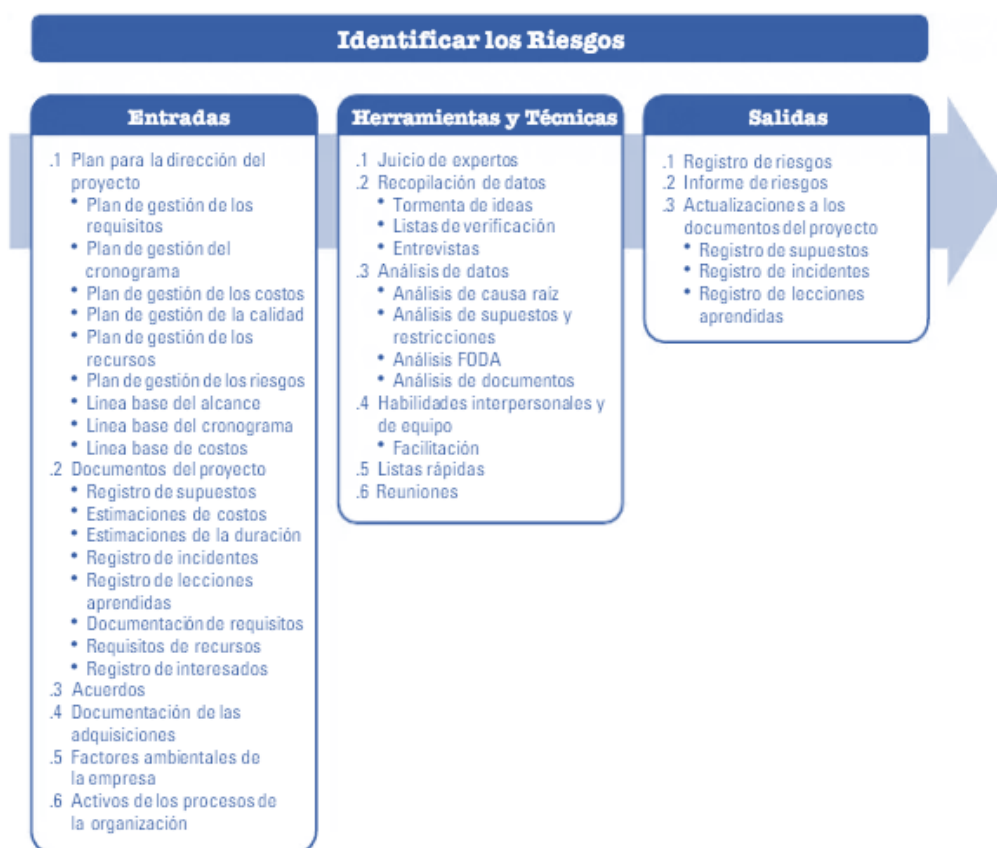 Identificar los Riesgos
Entradas
.1 Plan para la dirección del
proyecto
• Plan de gestión de los
requisitos
• Plan de gestión del
cronograma
• Plan de gestión de los costos
• Plan de gestión de la calidad
• Plan de gestión de los
recursos
• Plan de gestión de los riesgos
• Línea base del alcance
• Línea base del cronograma
• Línea base de costos
.2 Documentos del proyecto
• Registro de supuestos
• Estimaciones de costos
• Estimaciones de la duración
• Registro de incidentes
• Registro de lecciones
aprendidas
• Documentación de requisitos
• Requisitos de recursos
• Registro de interesados
.3 Acuerdos
.4 Documentación de las
adquisiciones
.5 Factores ambientales de
la empresa
.6 Activos de los procesos de
la organización
Herramientas y Técnicas
.1 Juicio de expertos
.2 Recopilación de datos
• Tormenta de ideas
• Listas de verificación
• Entrevistas
.3 Análisis de datos
• Análisis de causa raíz
• Análisis de supuestos y
restricciones
• Análisis FODA
• Análisis de documentos
.4 Habilidades interpersonales y
de equipo
• Facilitación
.5 Listas rápidas
.6 Reuniones
Salidas
.1 Registro de riesgos
.2 Informe de riesgos
.3 Actualizaciones a los
documentos del proyecto
• Registro de supuestos
• Registro de incidentes
• Registro de lecciones
aprendidas